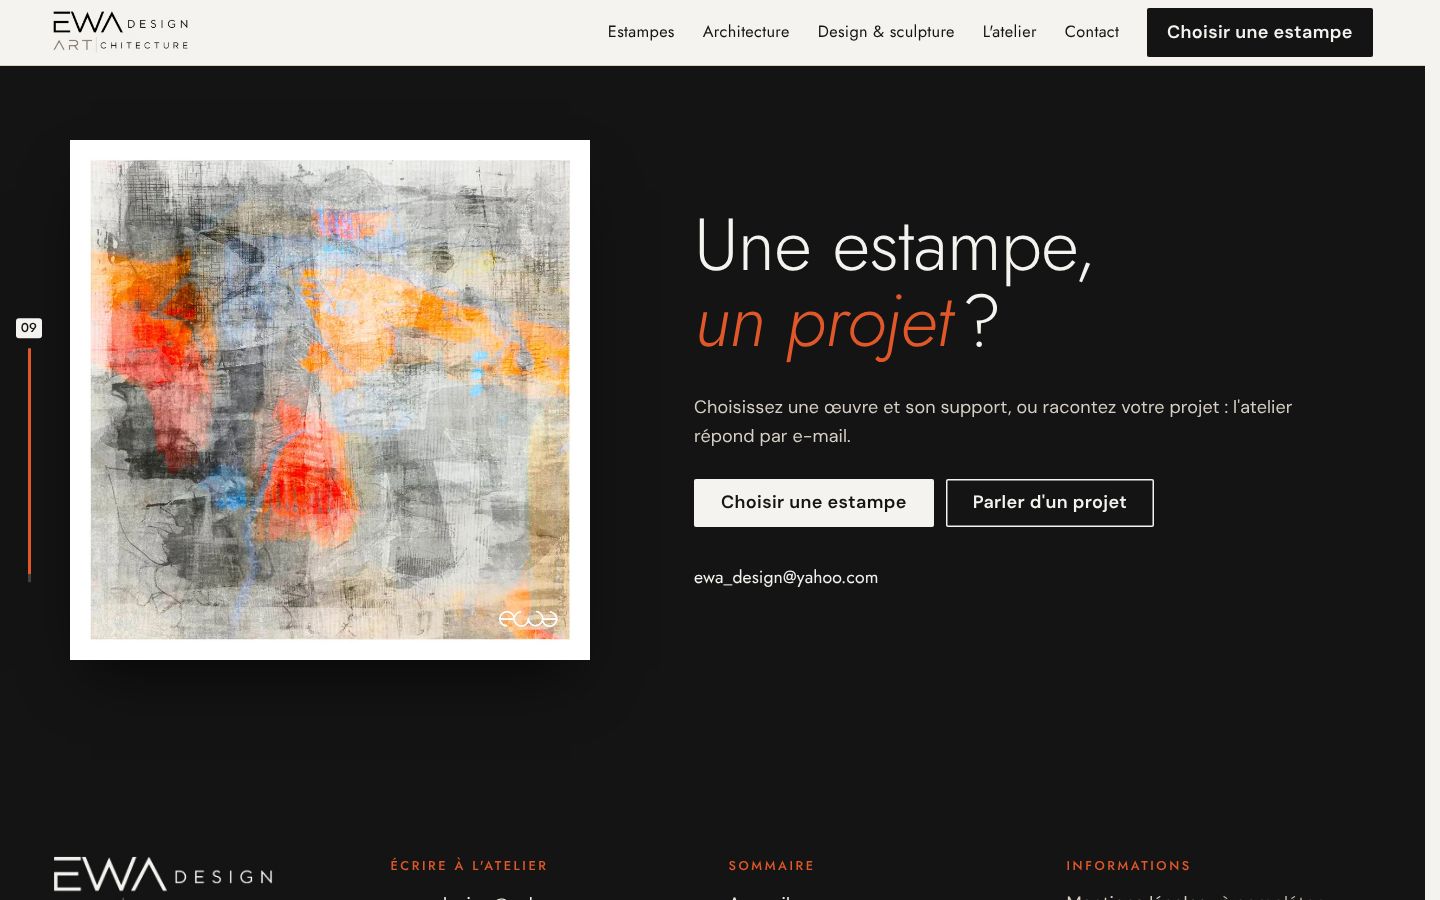 EWA DESIGN
ART CHITECTURE
Estampes
Architecture
Design & sculpture
L'atelier
Contact
Choisir une estampe
09
ewa
Une estampe,
un projet ?
Choisissez une œuvre et son support, ou racontez votre projet : l'atelier
répond par e-mail.
Choisir une estampe
Parler d'un projet
ewa_design@yahoo.com
EWA DESIGN
ÉCRIRE À L'ATELIER
SOMMAIRE
INFORMATIONS